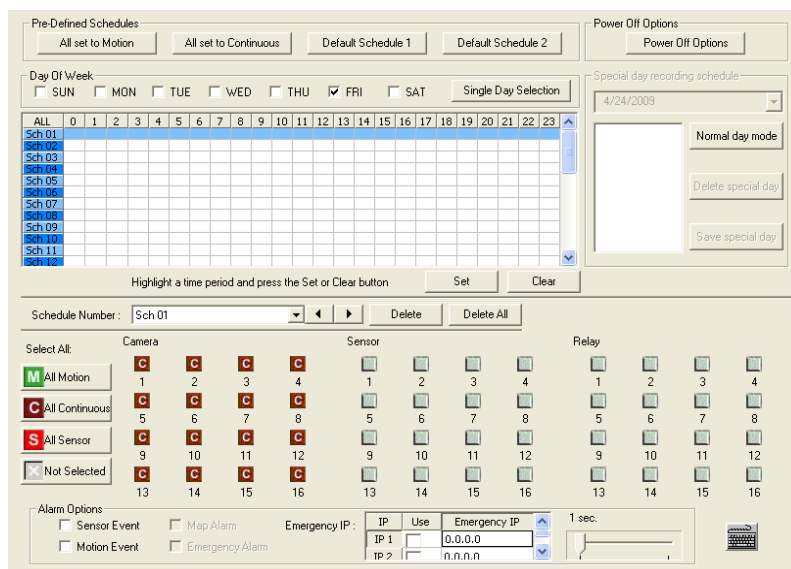 Pre-Defined Schedules
All set to Motion All set to Continuous Default Schedule 1 Default Schedule 2
Power Off Options
Power Off Options
Day Of Week
SUN MON TUE WED THU FRI SAT Single Day Selection
Special day recording schedule
4/24/2009
ALL 0 1 2 3 4 5 6 7 8 9 10 11 12 13 14 15 16 17 18 19 20 21 22 23
Sch 01
Sch 02
Sch 03
Sch 04
Sch 05
Sch 06
Sch 07
Sch 08
Sch 09
Sch 10
Sch 11
Sch 12
Normal day mode
Delete special day
Save special day
Highlight a time period and press the Set or Clear button Set Clear
Schedule Number : Sch 01 Delete Delete All
Select All: Camera Sensor Relay
M All Motion
C All Continuous
S All Sensor
Not Selected
C C C C
1 2 3 4 1 2 3 4 1 2 3 4
C C C C
5 6 7 8 5 6 7 8 5 6 7 8
C C C C
9 10 11 12 9 10 11 12 9 10 11 12
C C C C
13 14 15 16 13 14 15 16 13 14 15 16
Alarm Options
Sensor Event Map Alarm Emergency IP : IP Use Emergency IP 1 sec.
IP 1 0.0.0.0
Motion Event Emergency Alarm
IP 2 0.0.0.0